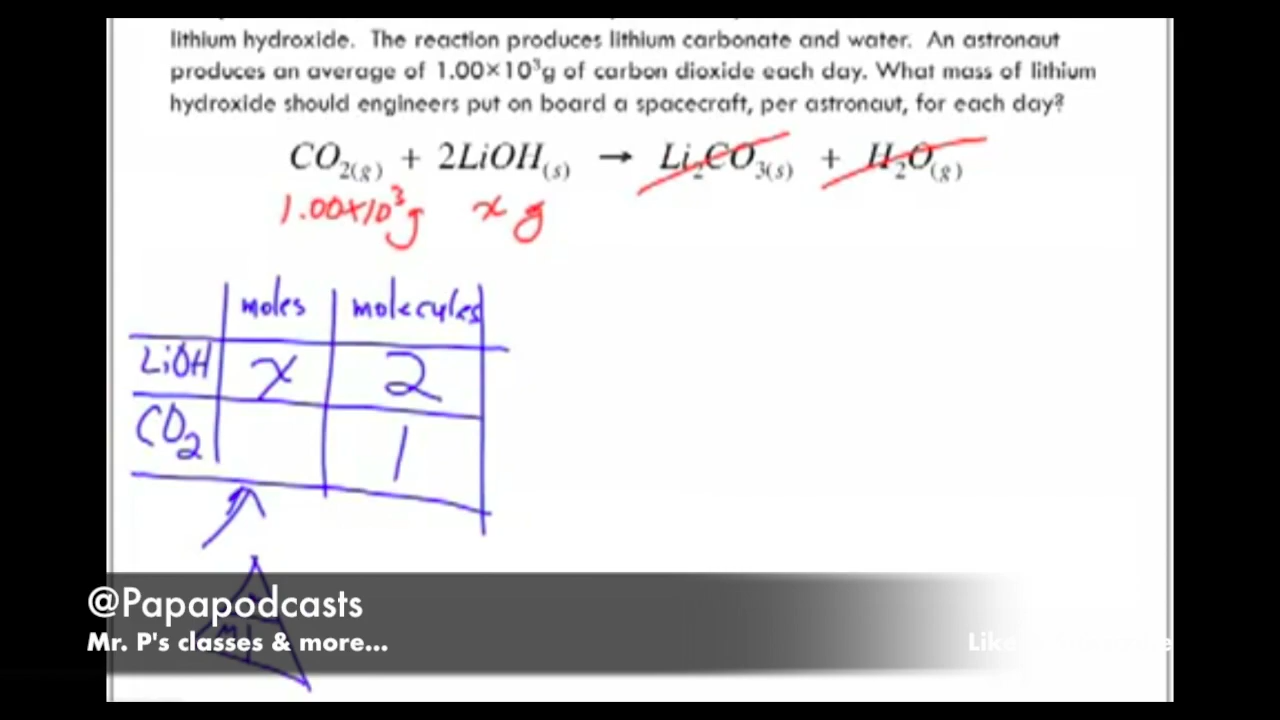 lithium hydroxide. The reaction produces lithium carbonate and water. An astronaut
produces an average of 1.00×10³g of carbon dioxide each day. What mass of lithium
hydroxide should engineers put on board a spacecraft, per astronaut, for each day?
CO₂(g) + 2LiOH(s) → Li₂CO₃(s) + H₂O(g)
1.00×10³g x g
moles molecules
LiOH x 2
CO₂ 1
@Papapodcasts
Mr. P's classes & more...
Like